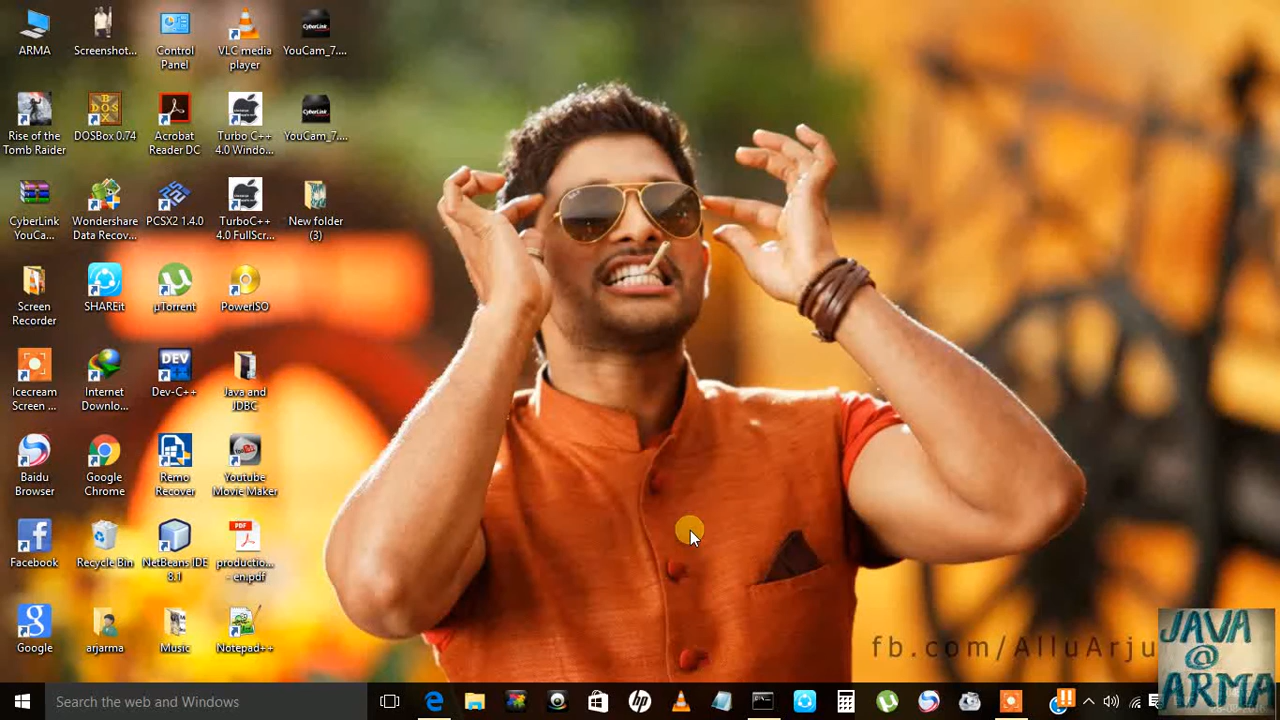 ARMA
Screenshot...
Control
Panel
VLC media
player
YouCam_7....
Rise of the
Tomb Raider
DOSBox 0.74
Acrobat
Reader DC
Turbo C++
4.0 Windo...
YouCam_7....
CyberLink
YouCa...
Wondershare
Data Recov...
PCSX2 1.4.0
TurboC++
4.0 FullScr...
New folder
(3)
Screen
Recorder
SHAREit
µTorrent
PowerISO
Icecream
Screen ...
Internet
Downlo...
Dev-C++
Java and
JDBC
Baidu
Browser
Google
Chrome
Remo
Recover
Youtube
Movie Maker
Facebook
Recycle Bin
NetBeans IDE
8.1
productio...
- en.pdf
Google
arjarma
Music
Notepad++
fb.com/AlluArju
JAVA
@
ARMA
Search the web and Windows